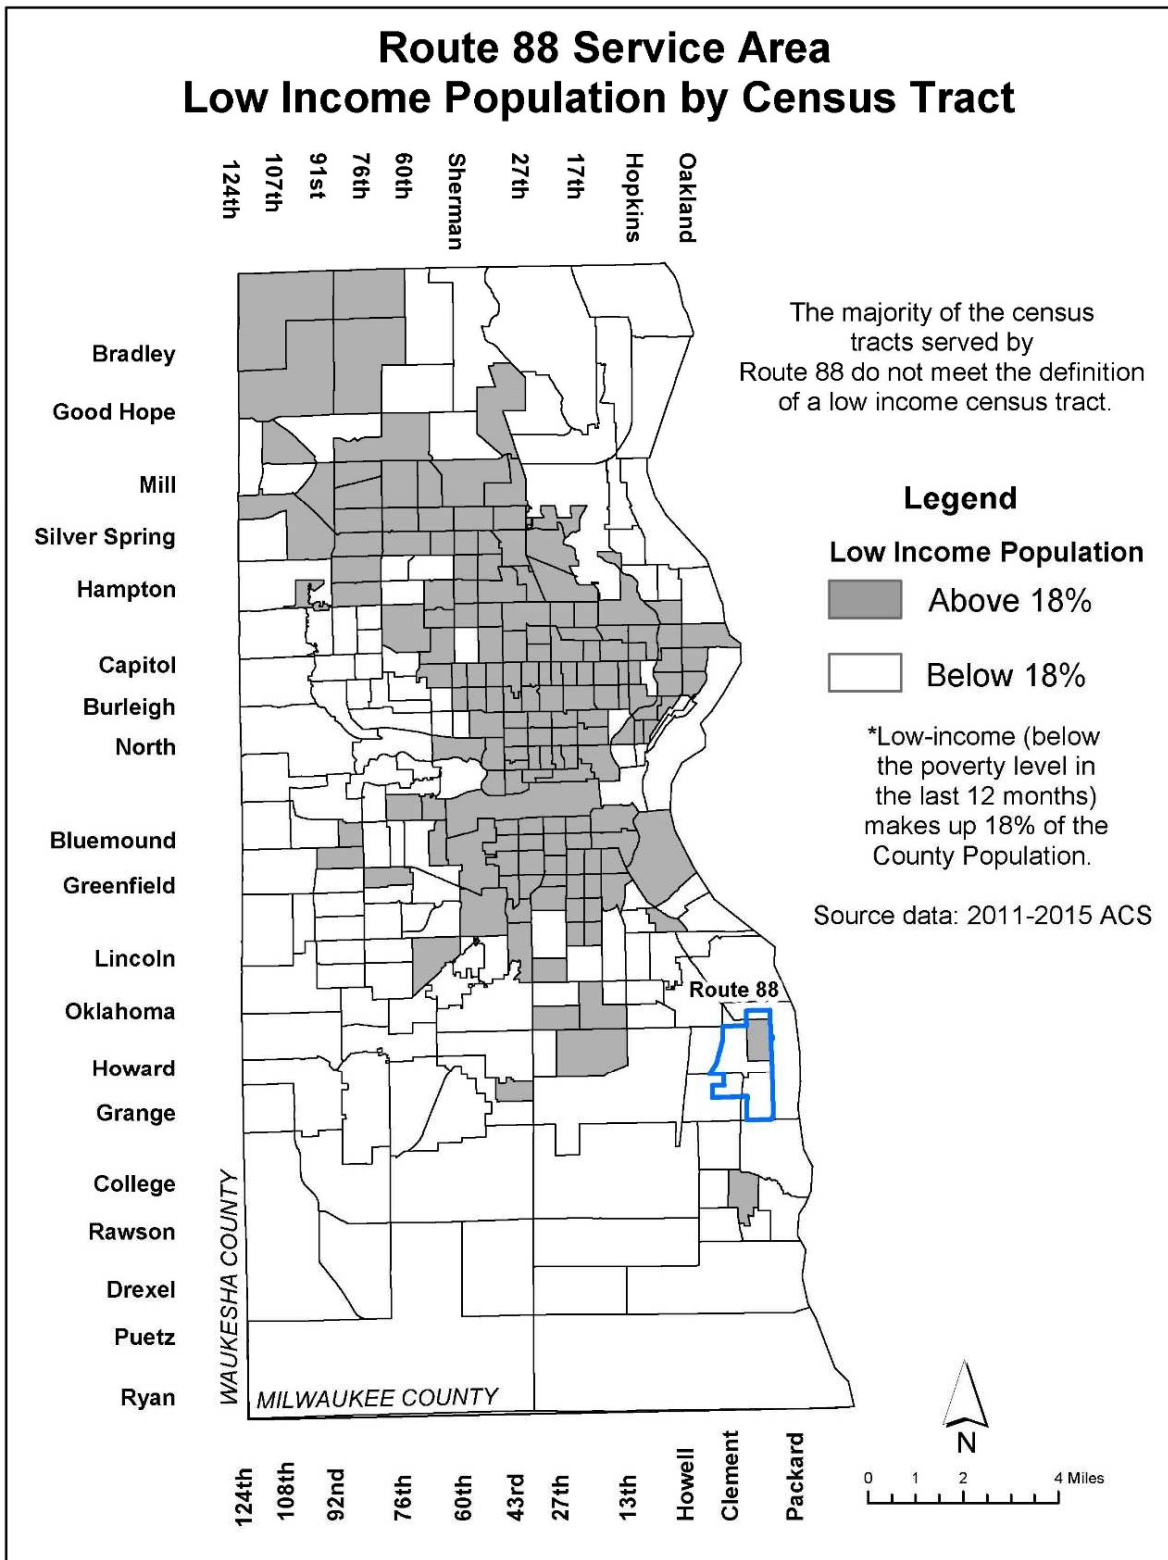 Route 88 Service Area
Low Income Population by Census Tract
124th
107th
91st
76th
60th
Sherman
27th
17th
Hopkins
Oakland
The majority of the census
tracts served by
Route 88 do not meet the definition
of a low income census tract.
Bradley
Good Hope
Mill
Silver Spring
Hampton
Capitol
Burleigh
North
Bluemound
Greenfield
Lincoln
Oklahoma
Howard
Grange
College
Rawson
Drexel
Puetz
Ryan
Legend
Low Income Population
Above 18%
Below 18%
*Low-income (below
the poverty level in
the last 12 months)
makes up 18% of the
County Population.
Source data: 2011-2015 ACS
Route 88
WAUKESHA COUNTY
MILWAUKEE COUNTY
N
0 1 2 4 Miles
124th
108th
92nd
76th
60th
43rd
27th
13th
Howell
Clement
Packard